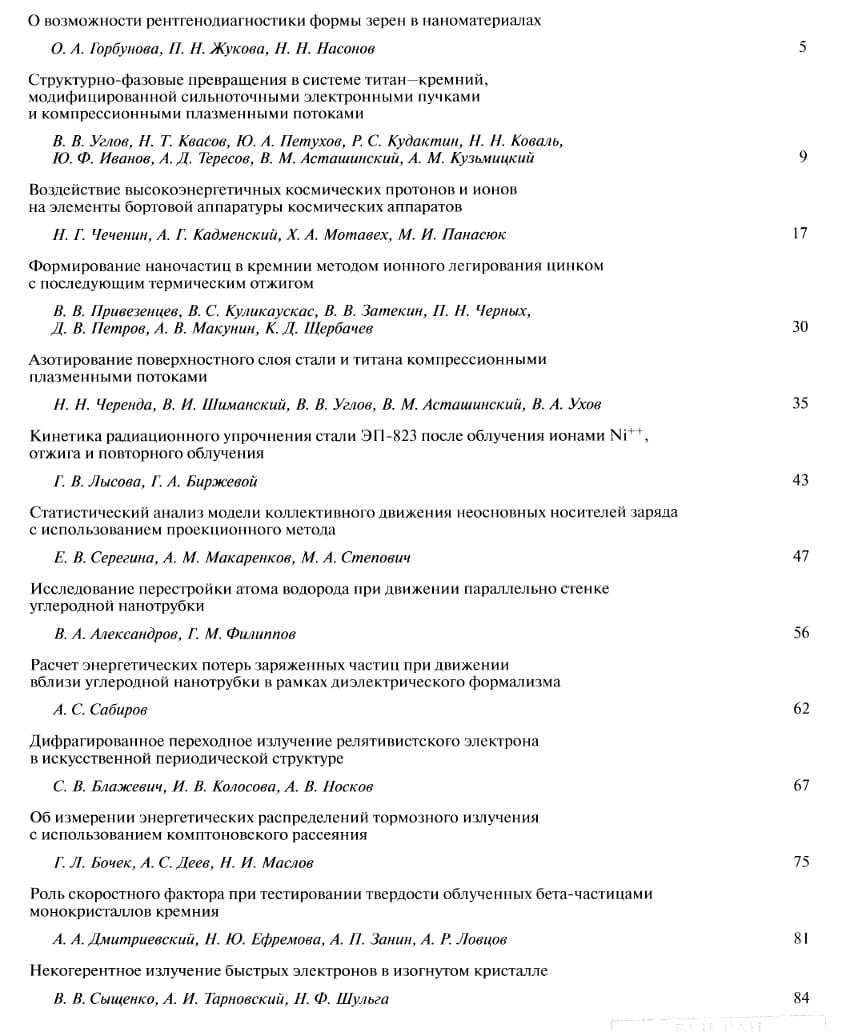 О возможности рентгенодиагностики формы зерен в наноматериалах
О. А. Горбунова, П. Н. Жукова, Н. Н. Насонов 5
Структурно-фазовые превращения в системе титан–кремний,
модифицированной сильноточными электронными пучками
и компрессионными плазменными потоками
В. В. Углов, Н. Т. Квасов, Ю. А. Петухов, Р. С. Кудактин, Н. Н. Коваль,
Ю. Ф. Иванов, А. Д. Тересов, В. М. Асташинский, А. М. Кузьмицкий 9
Воздействие высокоэнергетичных космических протонов и ионов
на элементы бортовой аппаратуры космических аппаратов
Н. Г. Чеченин, А. Г. Кадменский, Х. А. Мотавех, М. И. Панасюк 17
Формирование наночастиц в кремнии методом ионного легирования цинком
с последующим термическим отжигом
В. В. Привезенцев, В. С. Куликаускас, В. В. Затекин, П. Н. Черных,
Д. В. Петров, А. В. Макунин, К. Д. Щербачев 30
Азотирование поверхностного слоя стали и титана компрессионными
плазменными потоками
Н. Н. Черенда, В. И. Шиманский, В. В. Углов, В. М. Асташинский, В. А. Ухов 35
Кинетика радиационного упрочнения стали ЭП-823 после облучения ионами Ni⁺⁺,
отжига и повторного облучения
Г. В. Лысова, Г. А. Биржевой 43
Статистический анализ модели коллективного движения неосновных носителей заряда
с использованием проекционного метода
Е. В. Серегина, А. М. Макаренков, М. А. Степович 47
Исследование перестройки атома водорода при движении параллельно стенке
углеродной нанотрубки
В. А. Александров, Г. М. Филиппов 56
Расчет энергетических потерь заряженных частиц при движении
вблизи углеродной нанотрубки в рамках диэлектрического формализма
А. С. Сабиров 62
Дифрагированное переходное излучение релятивистского электрона
в искусственной периодической структуре
С. В. Блажевич, И. В. Колосова, А. В. Носков 67
Об измерении энергетических распределений тормозного излучения
с использованием комптоновского рассеяния
Г. Л. Бочек, А. С. Деев, Н. И. Маслов 75
Роль скоростного фактора при тестировании твердости облученных бета-частицами
монокристаллов кремния
А. А. Дмитриевский, Н. Ю. Ефремова, А. П. Занин, А. Р. Ловцов 81
Некогерентное излучение быстрых электронов в изогнутом кристалле
В. В. Сыщенко, А. И. Тарновский, Н. Ф. Шульга 84